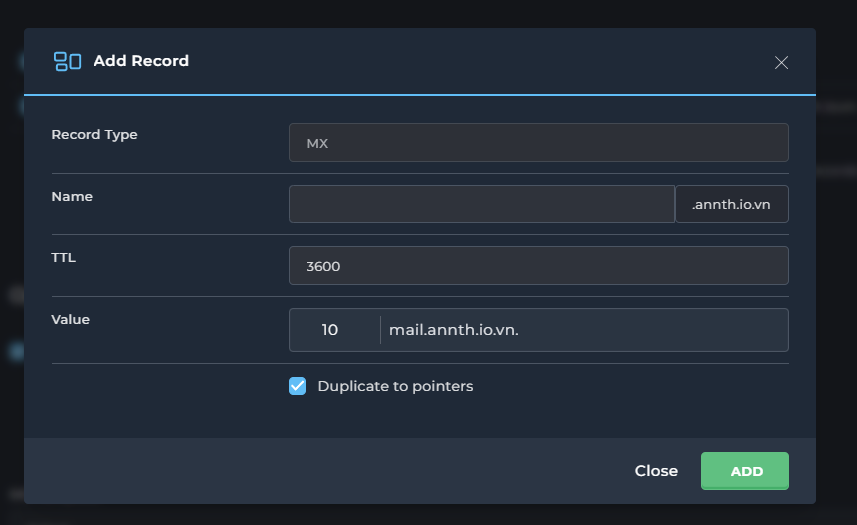 Add Record
Record Type
MX
Name
.annth.io.vn
TTL
3600
Value
10
mail.annth.io.vn.
Duplicate to pointers
Close
ADD